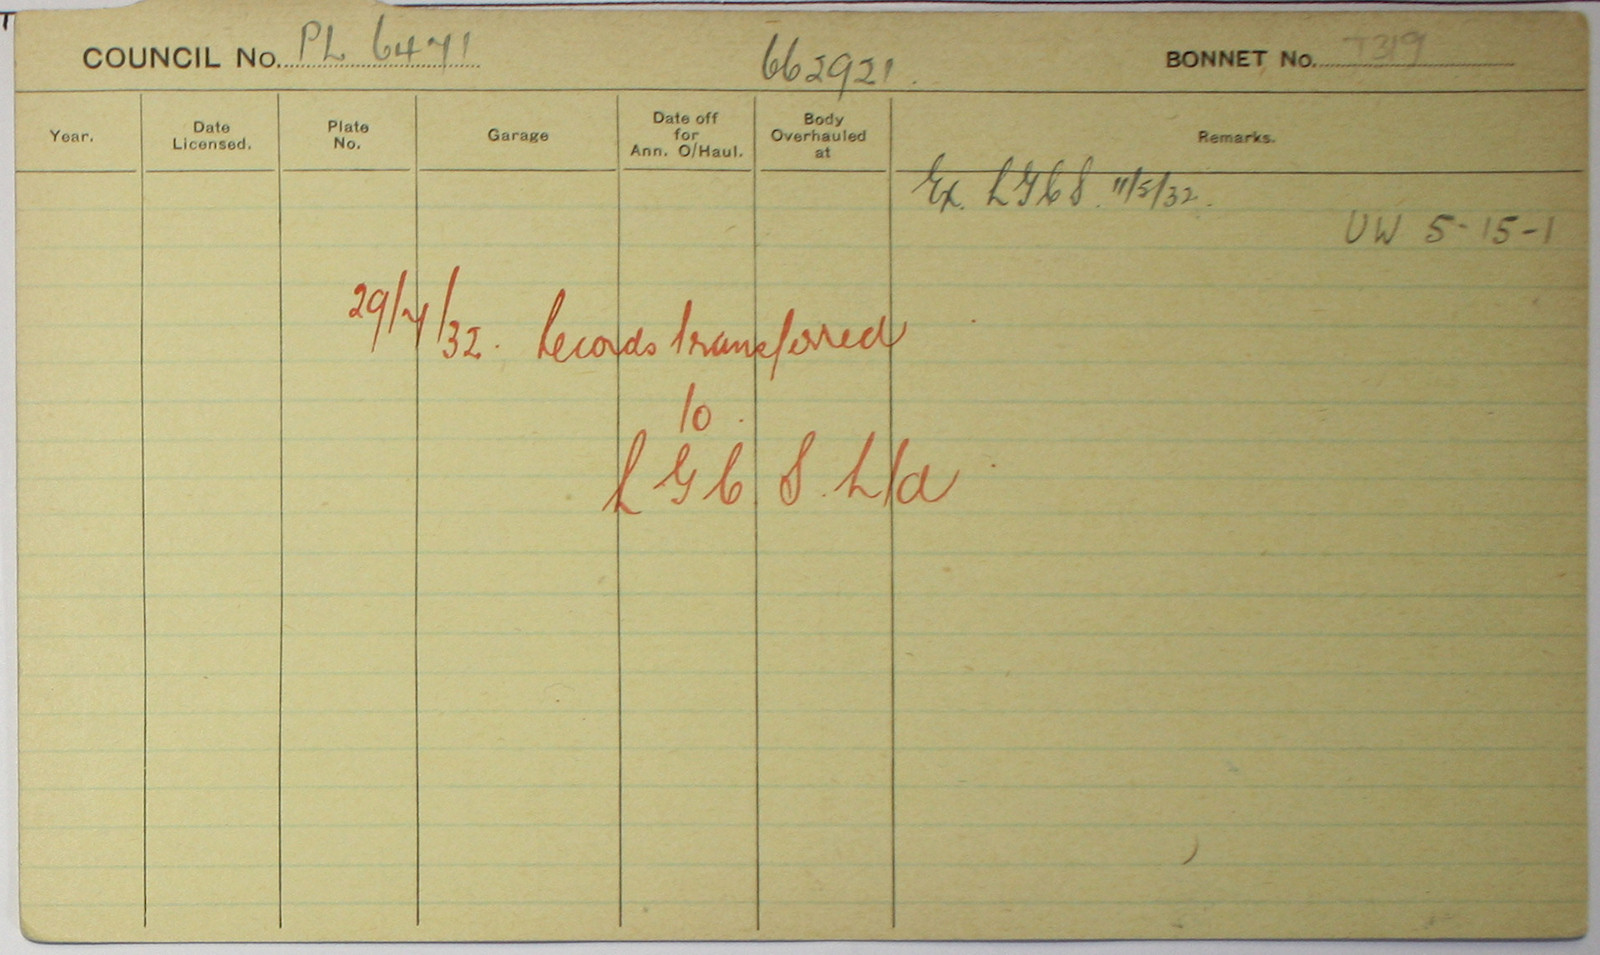 COUNCIL No. PL 6471 662921. BONNET No. T319
Year. Date Licensed. Plate No. Garage Date off for Ann. O/Haul. Body Overhauled at Remarks.
Ex. LGCS. 11/5/32.
UW 5-15-1
29/7/32. Records transferred
to
LGC S. Ltd